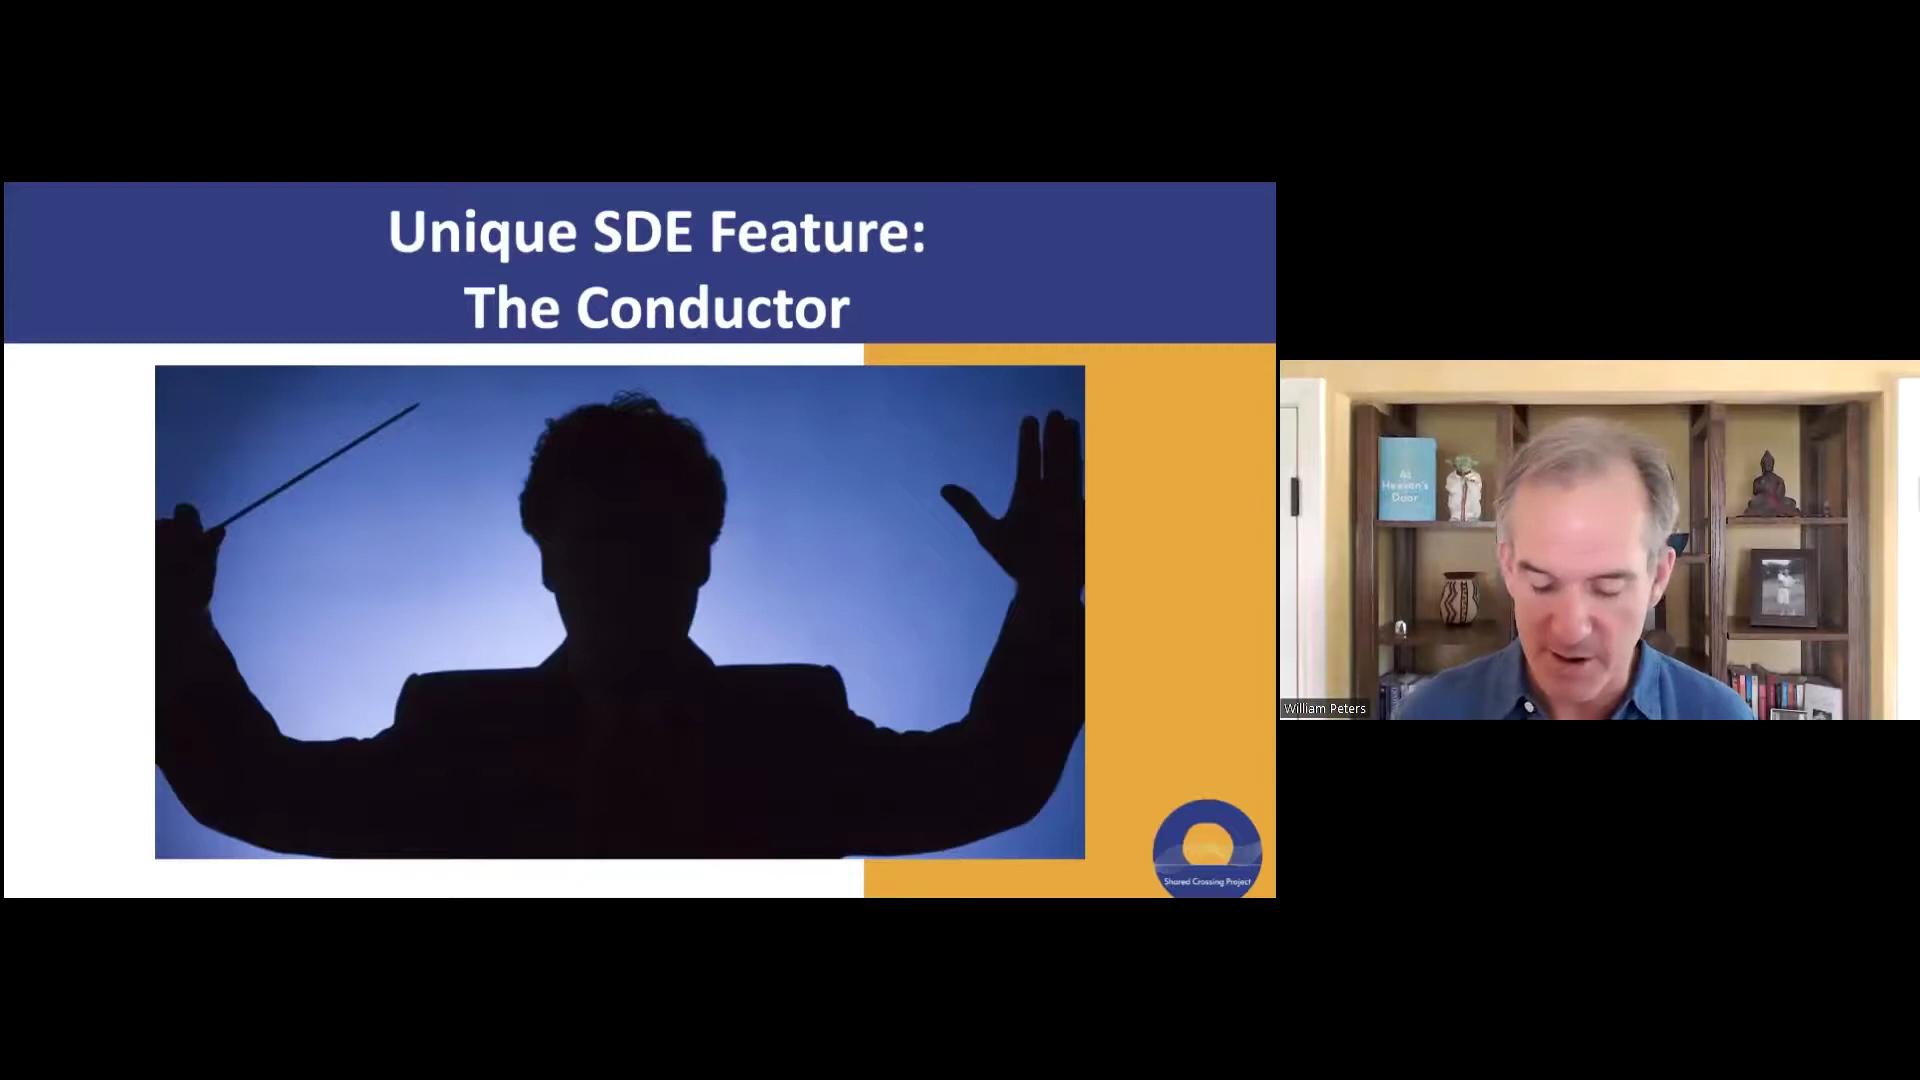 Unique SDE Feature:
The Conductor
Shared Crossing Project
At
Heaven's
Door
William Peters